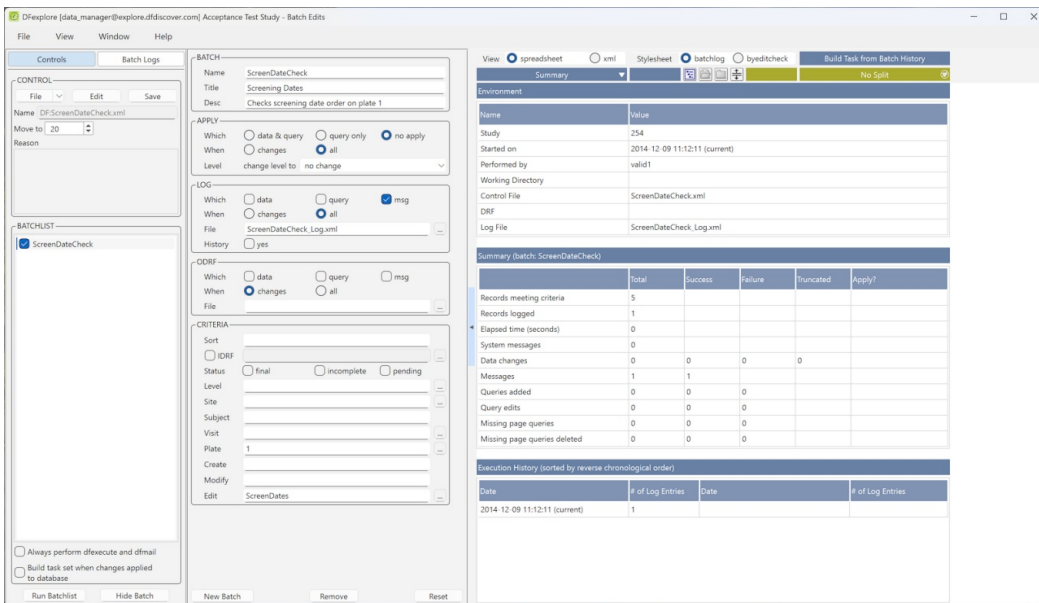 DFexplore [data_manager@explore.dfdiscover.com] Acceptance Test Study - Batch Edits
File View Window Help
Controls Batch Logs
CONTROL
File Edit Save
Name DF:ScreenDateCheck.xml
Move to 20
Reason
BATCHLIST
ScreenDateCheck
Always perform dfexecute and dfmail
Build task set when changes applied
to database
Run Batchlist Hide Batch
BATCH
Name ScreenDateCheck
Title Screening Dates
Desc Checks screening date order on plate 1
APPLY
Which data & query query only no apply
When changes all
Level change level to no change
LOG
Which data query msg
When changes all
File ScreenDateCheck_Log.xml ...
History yes
ODRF
Which data query msg
When changes all
File ...
CRITERIA
Sort
IDRF ...
Status final incomplete pending
Level ...
Site ...
Subject
Visit ...
Plate 1 ...
Create
Modify
Edit ScreenDates ...
New Batch Remove Reset
View spreadsheet xml Stylesheet batchlog byeditcheck Build Task from Batch History
Summary No Split
Environment
Name Value
Study 254
Started on 2014-12-09 11:12:11 (current)
Performed by valid1
Working Directory
Control File ScreenDateCheck.xml
DRF
Log File ScreenDateCheck_Log.xml
Summary (batch: ScreenDateCheck)
Total Success Failure Truncated Apply?
Records meeting criteria 5
Records logged 1
Elapsed time (seconds) 0
System messages 0
Data changes 0 0 0 0
Messages 1 1
Queries added 0 0 0
Query edits 0 0 0
Missing page queries 0 0 0
Missing page queries deleted 0 0 0
Execution History (sorted by reverse chronological order)
Date # of Log Entries Date # of Log Entries
2014-12-09 11:12:11 (current) 1